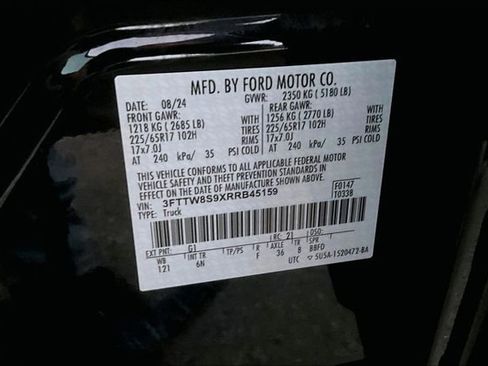 MFD. BY FORD MOTOR CO.
08/24 GVWR: 2350 KG ( 5180 LB)
FRONT GAWR: REAR GAWR:
1218 KG ( 2685 LB) WITH 1256 KG ( 2770 LB) WITH
225/65R17 102H TIRES 225/65R17 102H TIRES
17x7.0J RIMS 17x7.0J RIMS
AT 240 kPa/ 35 PSI COLD AT 240 kPa/ 35 PSI COLD
THIS VEHICLE CONFORMS TO ALL APPLICABLE FEDERAL MOTOR
VEHICLE SAFETY AND THEFT PREVENTION STANDARDS IN
EFFECT ON THE DATE OF MANUFACTURE SHOWN ABOVE.
VIN: 3FTTW8S9XRRB45159 F0147
TYPE: Truck T0338
EXT PNT: G1 RC: 21 DSO:
WB INT TR TP/PS R AXLE TR SPR
121 6N F 36 8 BBFD
UTC 5U5A-1520472-BA